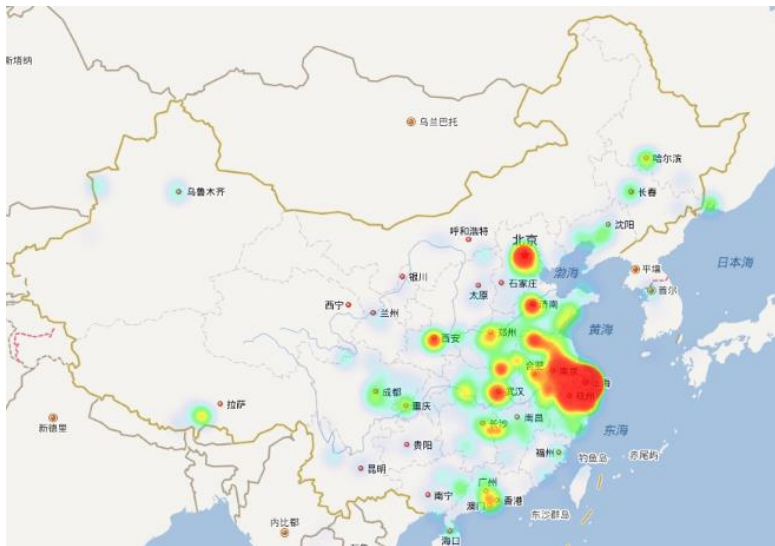 斯塔纳
乌兰巴托
哈尔滨
乌鲁木齐
长春
沈阳
呼和浩特
北京
日本海
平壤
渤海
银川
石家庄
太原
首尔
西宁
济南
兰州
黄海
郑州
西安
合肥
南京
上海
成都
武汉
杭州
拉萨
重庆
新德里
南昌
长沙
东海
贵阳
福州
钓鱼岛
赤尾屿
昆明
广州
南宁
香港
澳门
东沙群岛
内比都
海口